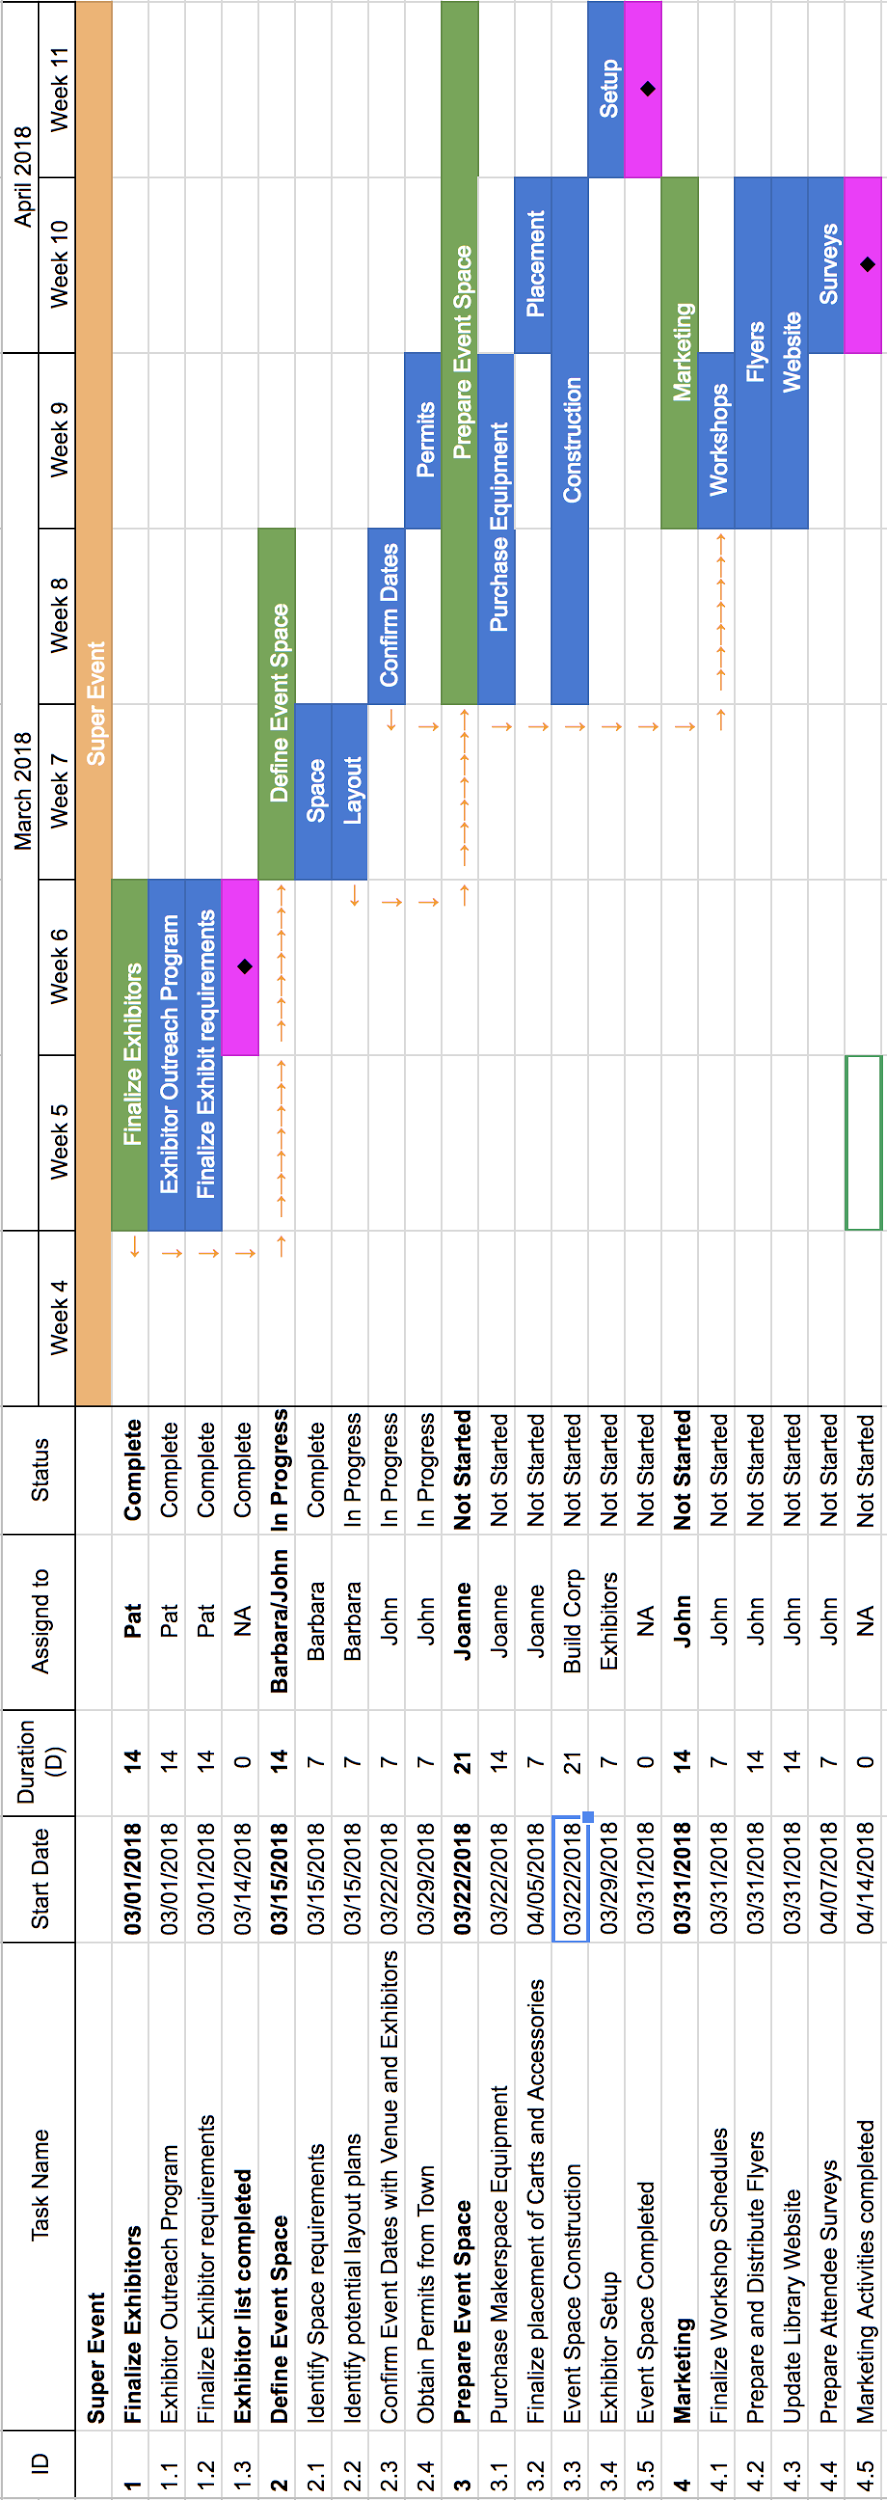 ID Task Name Start Date Duration (D) Assignd to Status March 2018 April 2018
Week 4 Week 5 Week 6 Week 7 Week 8 Week 9 Week 10 Week 11
Super Event Super Event
1 Finalize Exhibitors 03/01/2018 14 Pat Complete Finalize Exhibitors
1.1 Exhibitor Outreach Program 03/01/2018 14 Pat Complete Exhibitor Outreach Program
1.2 Finalize Exhibitor requirements 03/01/2018 14 Pat Complete Finalize Exhibit requirements
1.3 Exhibitor list completed 03/14/2018 0 NA Complete
2 Define Event Space 03/15/2018 14 Barbara/John In Progress Define Event Space
2.1 Identify Space requirements 03/15/2018 7 Barbara Complete Space
2.2 Identify potential layout plans 03/15/2018 7 Barbara In Progress Layout
2.3 Confirm Event Dates with Venue and Exhibitors 03/22/2018 7 John In Progress Confirm Dates
2.4 Obtain Permits from Town 03/29/2018 7 John In Progress Permits
3 Prepare Event Space 03/22/2018 21 Joanne Not Started Prepare Event Space
3.1 Purchase Makerspace Equipment 03/22/2018 14 Joanne Not Started Purchase Equipment
3.2 Finalize placement of Carts and Accessories 04/05/2018 7 Joanne Not Started Placement
3.3 Event Space Construction 03/22/2018 21 Build Corp Not Started Construction
3.4 Exhibitor Setup 03/29/2018 7 Exhibitors Not Started Setup
3.5 Event Space Completed 03/31/2018 0 NA Not Started
4 Marketing 03/31/2018 14 John Not Started Marketing
4.1 Finalize Workshop Schedules 03/31/2018 7 John Not Started Workshops
4.2 Prepare and Distribute Flyers 03/31/2018 14 John Not Started Flyers
4.3 Update Library Website 03/31/2018 14 John Not Started Website
4.4 Prepare Attendee Surveys 04/07/2018 7 John Not Started Surveys
4.5 Marketing Activities completed 04/14/2018 0 NA Not Started